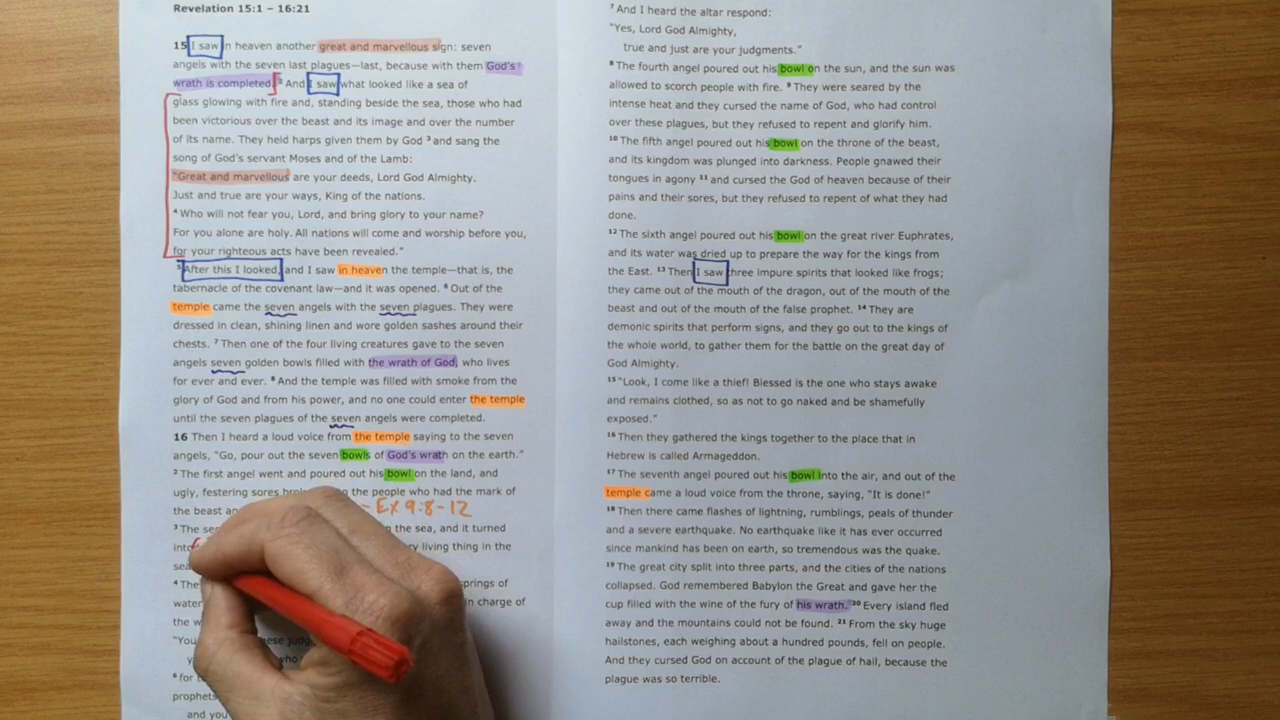 Revelation 15:1 – 16:21
15 I saw in heaven another great and marvellous sign: seven
angels with the seven last plagues—last, because with them God's
wrath is completed. ² And I saw what looked like a sea of
glass glowing with fire and, standing beside the sea, those who had
been victorious over the beast and its image and over the number
of its name. They held harps given them by God ³ and sang the
song of God's servant Moses and of the Lamb:
"Great and marvellous are your deeds, Lord God Almighty.
Just and true are your ways, King of the nations.
⁴ Who will not fear you, Lord, and bring glory to your name?
For you alone are holy. All nations will come and worship before you,
for your righteous acts have been revealed."
⁵ After this I looked, and I saw in heaven the temple—that is, the
tabernacle of the covenant law—and it was opened. ⁶ Out of the
temple came the seven angels with the seven plagues. They were
dressed in clean, shining linen and wore golden sashes around their
chests. ⁷ Then one of the four living creatures gave to the seven
angels seven golden bowls filled with the wrath of God, who lives
for ever and ever. ⁸ And the temple was filled with smoke from the
glory of God and from his power, and no one could enter the temple
until the seven plagues of the seven angels were completed.
16 Then I heard a loud voice from the temple saying to the seven
angels, "Go, pour out the seven bowls of God's wrath on the earth."
² The first angel went and poured out his bowl on the land, and
ugly, festering sores the people who had the mark of
the beast – Ex 9:8-12
³ The the sea, and it turned
into living thing in the
sea
⁴ The springs of
water in charge of
the
"You these
who
⁶ for
prophets
and you
⁷ And I heard the altar respond:
"Yes, Lord God Almighty,
true and just are your judgments."
⁸ The fourth angel poured out his bowl on the sun, and the sun was
allowed to scorch people with fire. ⁹ They were seared by the
intense heat and they cursed the name of God, who had control
over these plagues, but they refused to repent and glorify him.
¹⁰ The fifth angel poured out his bowl on the throne of the beast,
and its kingdom was plunged into darkness. People gnawed their
tongues in agony ¹¹ and cursed the God of heaven because of their
pains and their sores, but they refused to repent of what they had
done.
¹² The sixth angel poured out his bowl on the great river Euphrates,
and its water was dried up to prepare the way for the kings from
the East. ¹³ Then I saw three impure spirits that looked like frogs;
they came out of the mouth of the dragon, out of the mouth of the
beast and out of the mouth of the false prophet. ¹⁴ They are
demonic spirits that perform signs, and they go out to the kings of
the whole world, to gather them for the battle on the great day of
God Almighty.
¹⁵ "Look, I come like a thief! Blessed is the one who stays awake
and remains clothed, so as not to go naked and be shamefully
exposed."
¹⁶ Then they gathered the kings together to the place that in
Hebrew is called Armageddon.
¹⁷ The seventh angel poured out his bowl into the air, and out of the
temple came a loud voice from the throne, saying, "It is done!"
¹⁸ Then there came flashes of lightning, rumblings, peals of thunder
and a severe earthquake. No earthquake like it has ever occurred
since mankind has been on earth, so tremendous was the quake.
¹⁹ The great city split into three parts, and the cities of the nations
collapsed. God remembered Babylon the Great and gave her the
cup filled with the wine of the fury of his wrath. ²⁰ Every island fled
away and the mountains could not be found. ²¹ From the sky huge
hailstones, each weighing about a hundred pounds, fell on people.
And they cursed God on account of the plague of hail, because the
plague was so terrible.